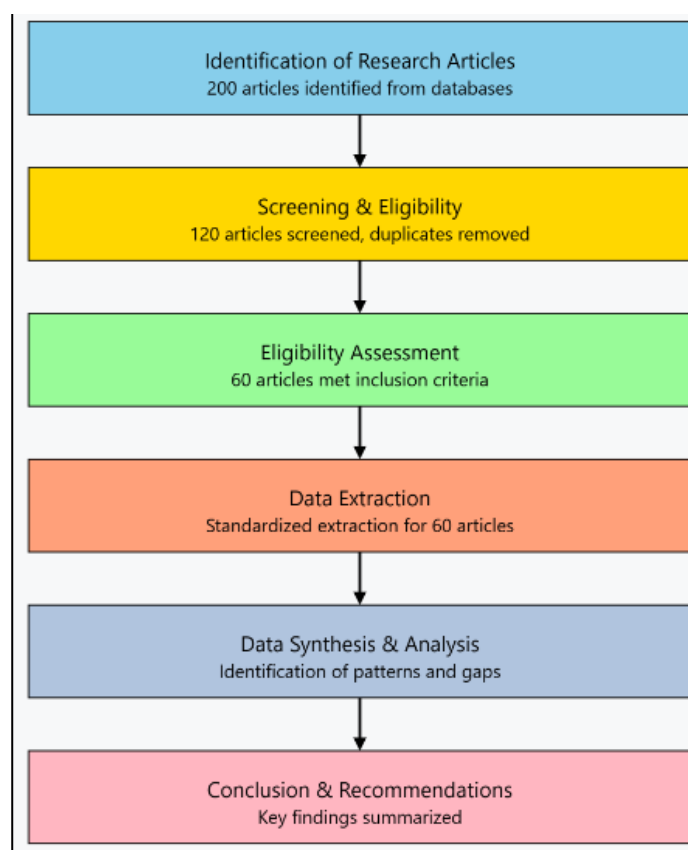 Identification of Research Articles
200 articles identified from databases
Screening & Eligibility
120 articles screened, duplicates removed
Eligibility Assessment
60 articles met inclusion criteria
Data Extraction
Standardized extraction for 60 articles
Data Synthesis & Analysis
Identification of patterns and gaps
Conclusion & Recommendations
Key findings summarized